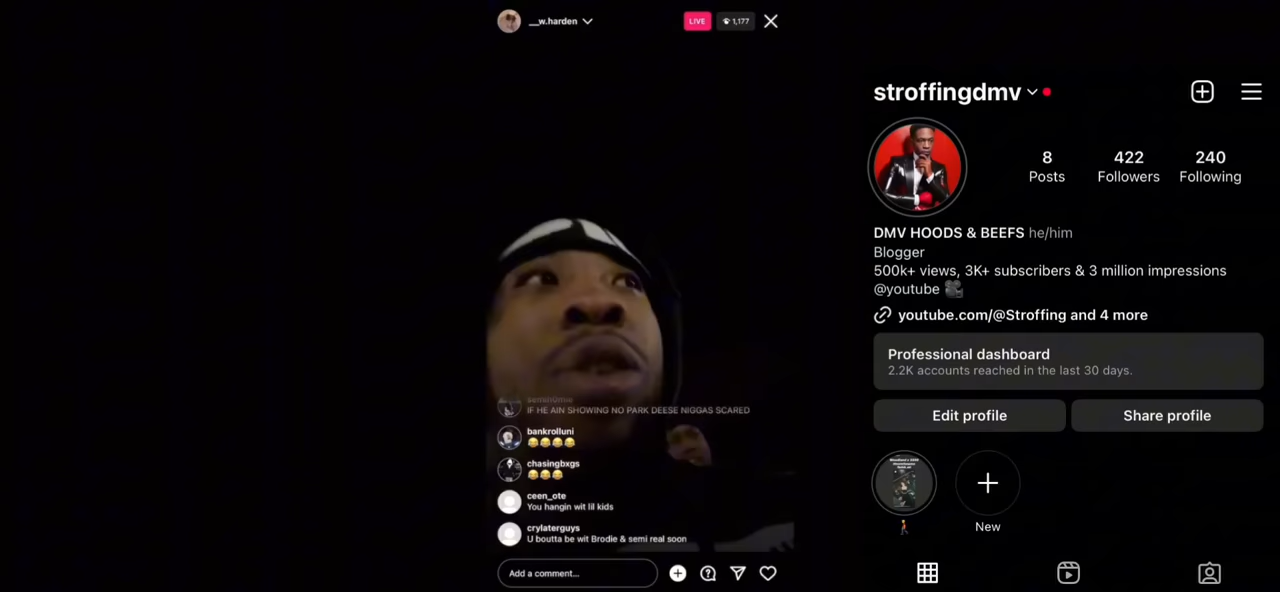 __w.harden
LIVE
1,177
IF HE AIN SHOWING NO PARK DEESE NIGGAS SCARED
bankrolluni
😂😂😂😂
chasingbxgs
😂😂😂
ceen_ote
You hangin wit lil kids
crylaterguys
U boutta be wit Brodie & semi real soon
Add a comment...
stroffingdmv
8
Posts
422
Followers
240
Following
DMV HOODS & BEEFS he/him
Blogger
500k+ views, 3K+ subscribers & 3 million impressions
@youtube 🎥
youtube.com/@Stroffing and 4 more
Professional dashboard
2.2K accounts reached in the last 30 days.
Edit profile
Share profile
New